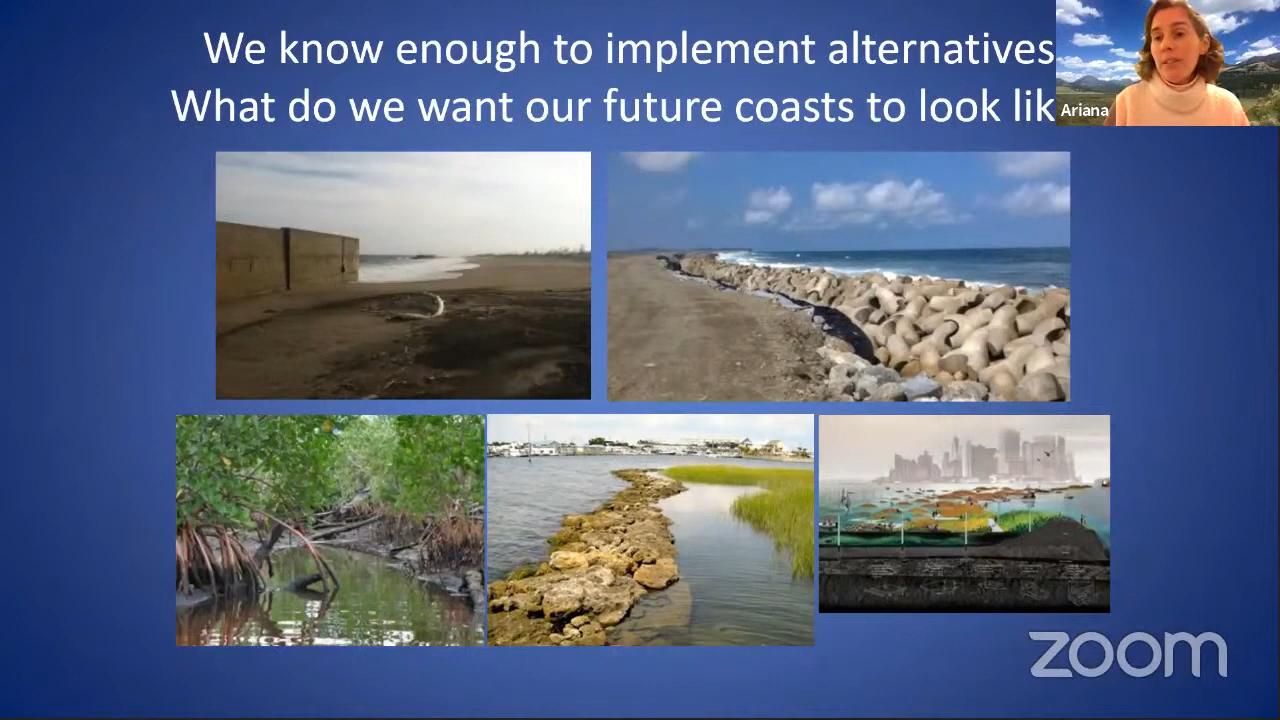 We know enough to implement alternatives
What do we want our future coasts to look lik
Ariana
zoom